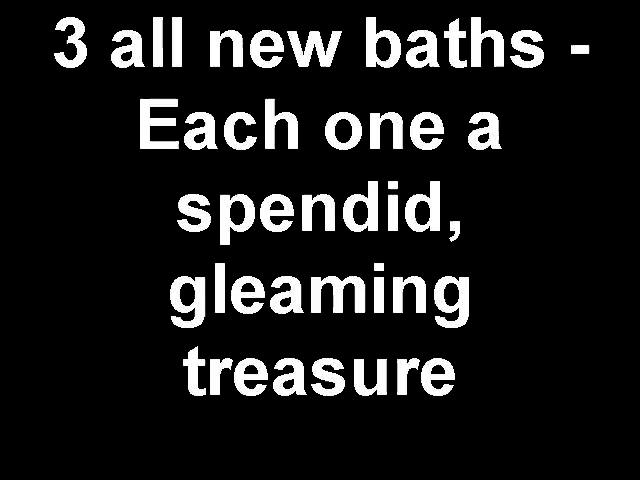 3 all new baths -
Each one a
spendid,
gleaming
treasure